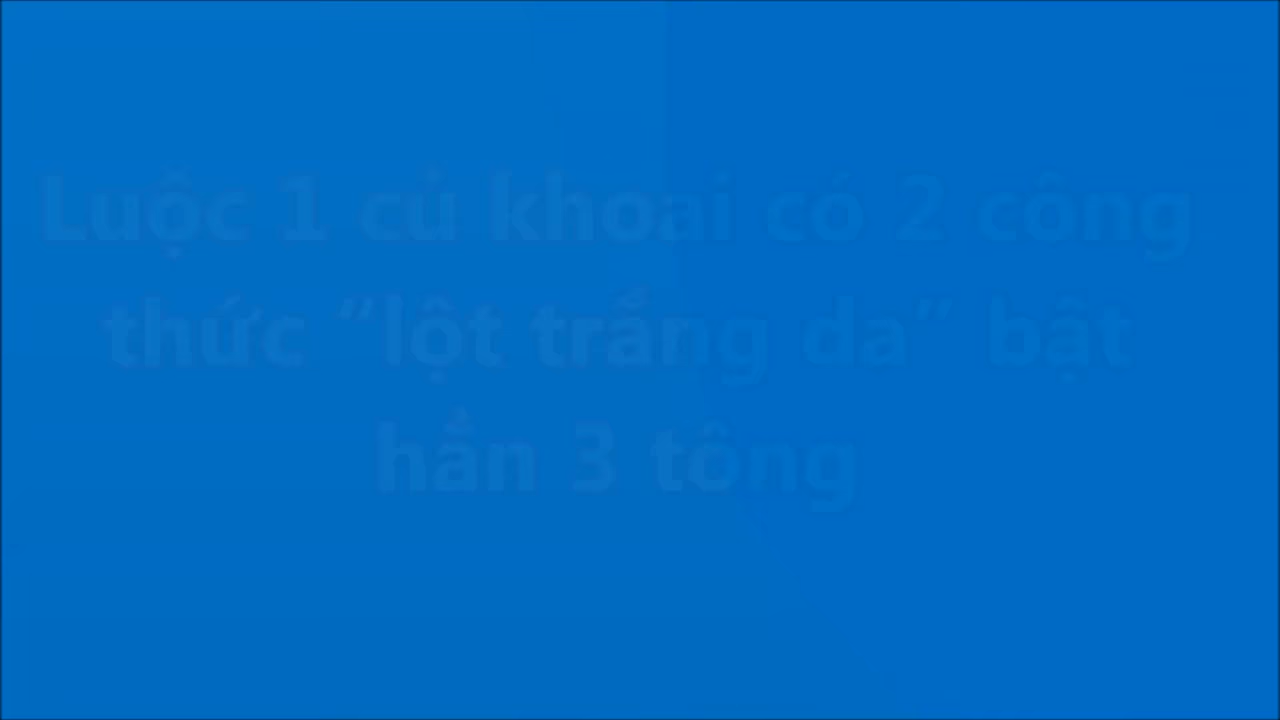 Luộc 1 củ khoai có 2 công
thức “lột trắng da” bật
hẳn 3 tông